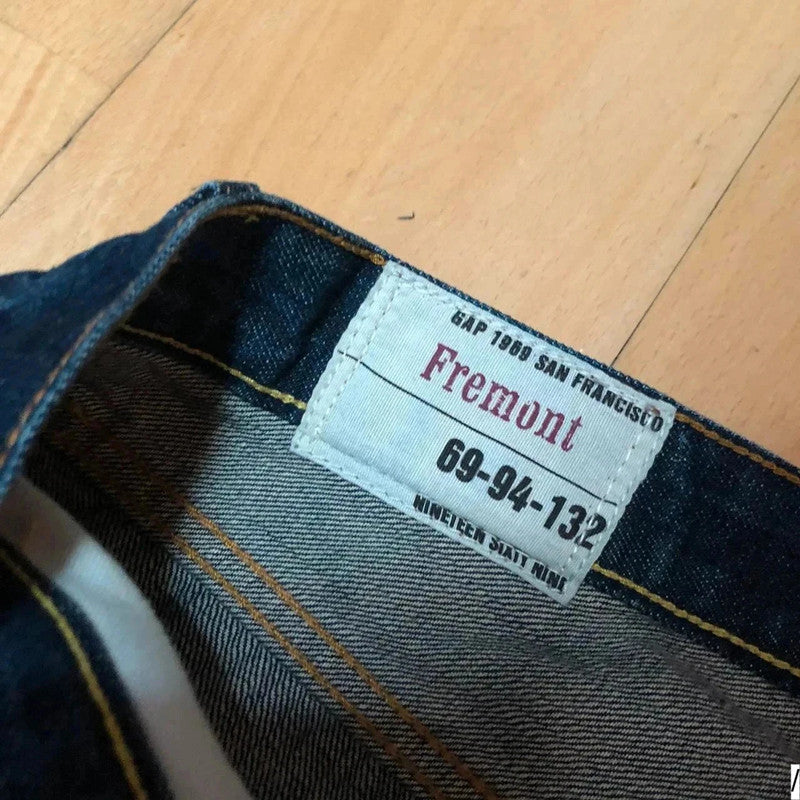 GAP 1969 SAN FRANCISCO
Fremont
69-94-132
NINETEEN SIXTY NINE